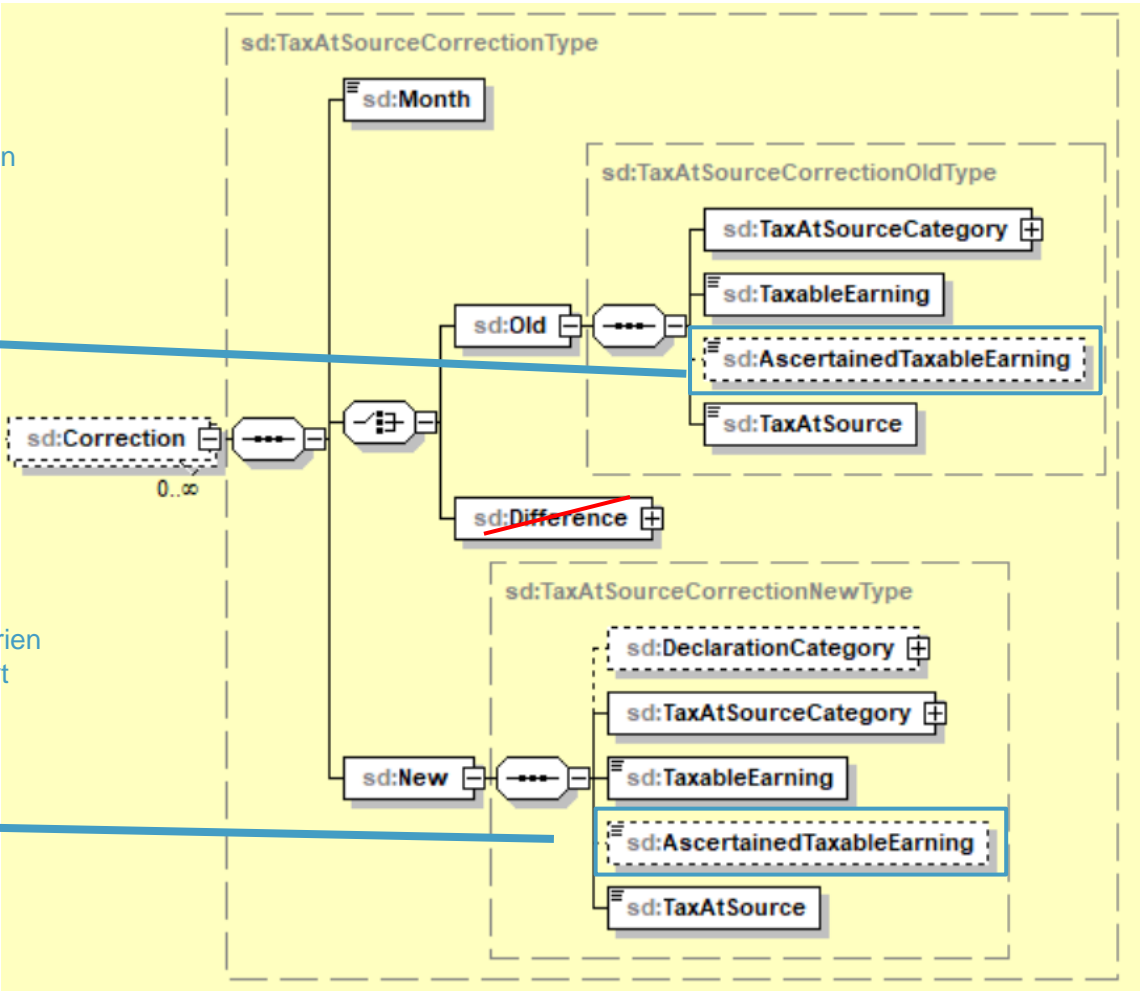 sd:TaxAtSourceCorrectionType
sd:Month
n
sd:TaxAtSourceCorrectionOldType
sd:TaxAtSourceCategory
sd:TaxableEarning
sd:Old
sd:AscertainedTaxableEarning
sd:TaxAtSource
sd:Correction
0..∞
sd:Difference
sd:TaxAtSourceCorrectionNewType
rien
sd:DeclarationCategory
t
sd:TaxAtSourceCategory
sd:New
sd:TaxableEarning
sd:AscertainedTaxableEarning
sd:TaxAtSource